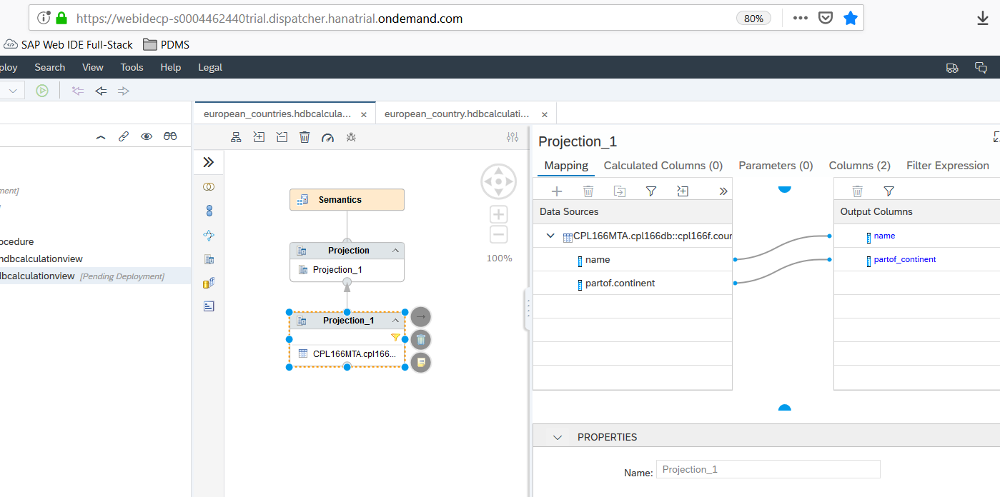 https://webidecp-s0004462440trial.dispatcher.hanatrial.ondemand.com
80%
SAP Web IDE Full-Stack PDMS
ploy Search View Tools Help Legal
european_countries.hdbcalcula... × european_country.hdbcalculati... ×
Projection_1
Mapping Calculated Columns (0) Parameters (0) Columns (2) Filter Expression
Data Sources
CPL166MTA.cpl166db::cpl166f.cour
name
partof.continent
Output Columns
name
partof_continent
ment]
ocedure
hdbcalculationview
dbcalculationview [Pending Deployment]
Semantics
Projection
Projection_1
Projection_1
CPL166MTA.cpl166...
100%
PROPERTIES
Name: Projection_1